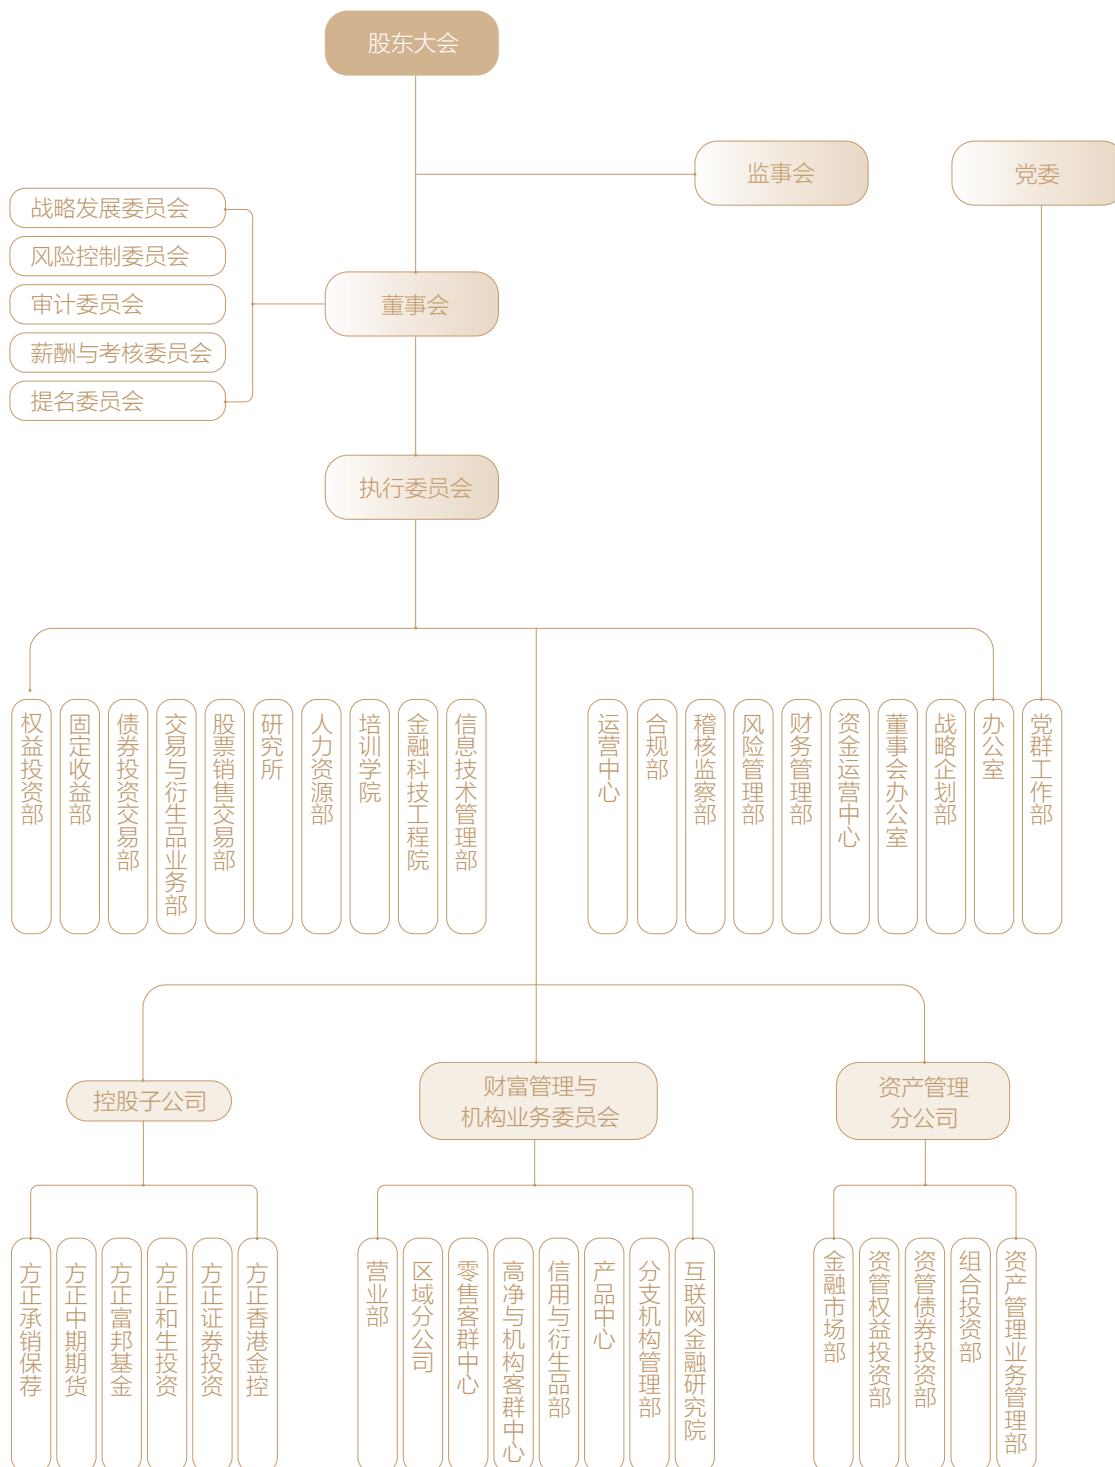 股东大会
监事会
党委
战略发展委员会
风险控制委员会
审计委员会
薪酬与考核委员会
提名委员会
董事会
执行委员会
权益投资部
固定收益部
债券投资交易部
交易与衍生品业务部
股票销售交易部
研究所
人力资源部
培训学院
金融科技工程院
信息技术管理部
运营中心
合规部
稽核监察部
风险管理部
财务管理部
资金运营中心
董事会办公室
战略企划部
办公室
党群工作部
控股子公司
财富管理与
机构业务委员会
资产管理
分公司
方正承销保荐
方正中期期货
方正富邦基金
方正和生投资
方正证券投资
方正香港金控
营业部
区域分公司
零售客群中心
高净与机构客群中心
信用与衍生品部
产品中心
分支机构管理部
互联网金融研究院
金融市场部
资管权益投资部
资管债券投资部
组合投资部
资产管理业务管理部